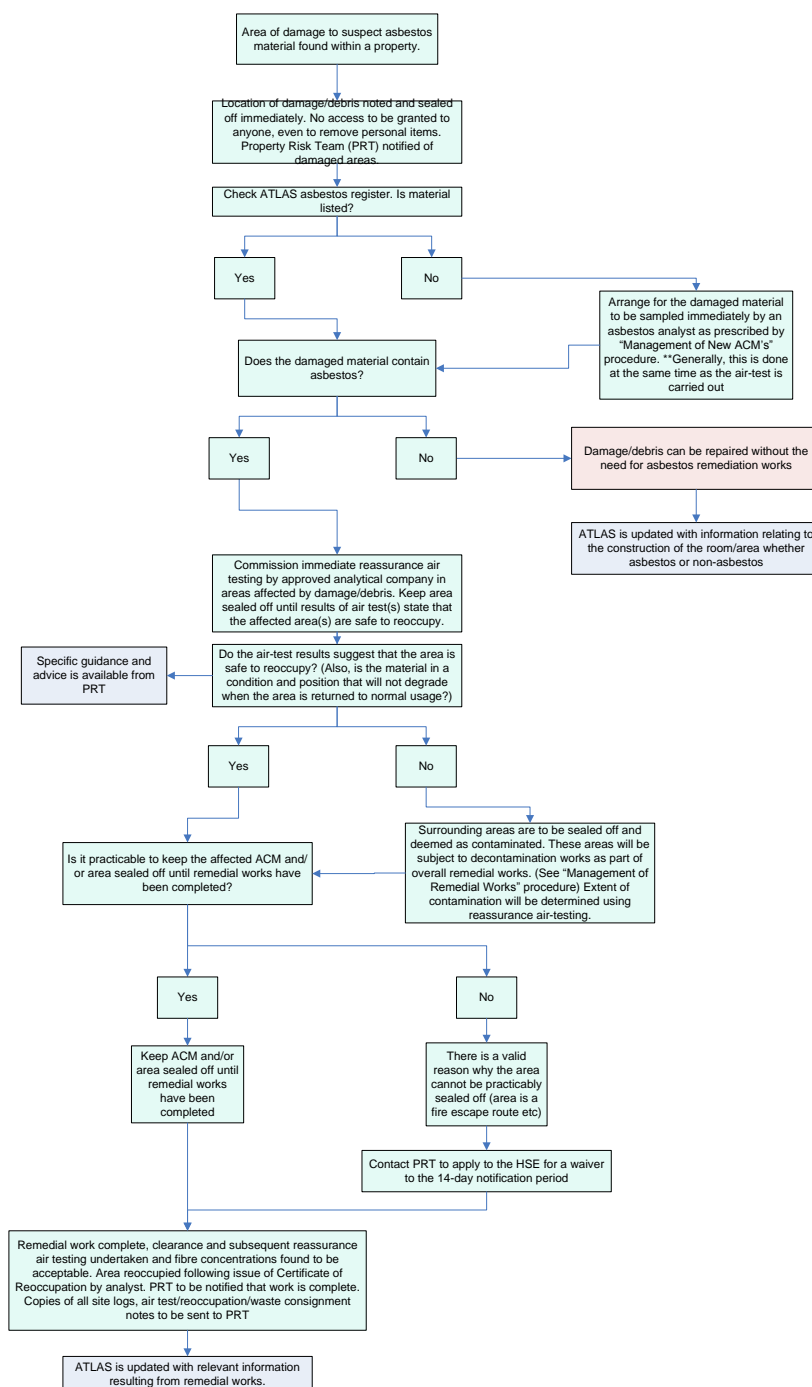 Area of damage to suspect asbestos
material found within a property.
Location of damage/debris noted and sealed
off immediately. No access to be granted to
anyone, even to remove personal items.
Property Risk Team (PRT) notified of
damaged areas.
Check ATLAS asbestos register. Is material
listed?
Yes
No
Arrange for the damaged material
to be sampled immediately by an
asbestos analyst as prescribed by
“Management of New ACM’s”
procedure. **Generally, this is done
at the same time as the air-test is
carried out
Does the damaged material contain
asbestos?
Yes
No
Damage/debris can be repaired without the
need for asbestos remediation works
ATLAS is updated with information relating to
the construction of the room/area whether
asbestos or non-asbestos
Commission immediate reassurance air
testing by approved analytical company in
areas affected by damage/debris. Keep area
sealed off until results of air test(s) state that
the affected area(s) are safe to reoccupy.
Specific guidance and
advice is available from
PRT
Do the air-test results suggest that the area is
safe to reoccupy? (Also, is the material in a
condition and position that will not degrade
when the area is returned to normal usage?)
Yes
No
Is it practicable to keep the affected ACM and/
or area sealed off until remedial works have
been completed?
Surrounding areas are to be sealed off and
deemed as contaminated. These areas will be
subject to decontamination works as part of
overall remedial works. (See “Management of
Remedial Works” procedure) Extent of
contamination will be determined using
reassurance air-testing.
Yes
No
Keep ACM and/or
area sealed off until
remedial works
have been
completed
There is a valid
reason why the area
cannot be practicably
sealed off (area is a
fire escape route etc)
Contact PRT to apply to the HSE for a waiver
to the 14-day notification period
Remedial work complete, clearance and subsequent reassurance
air testing undertaken and fibre concentrations found to be
acceptable. Area reoccupied following issue of Certificate of
Reoccupation by analyst. PRT to be notified that work is complete.
Copies of all site logs, air test/reoccupation/waste consignment
notes to be sent to PRT
ATLAS is updated with relevant information
resulting from remedial works.